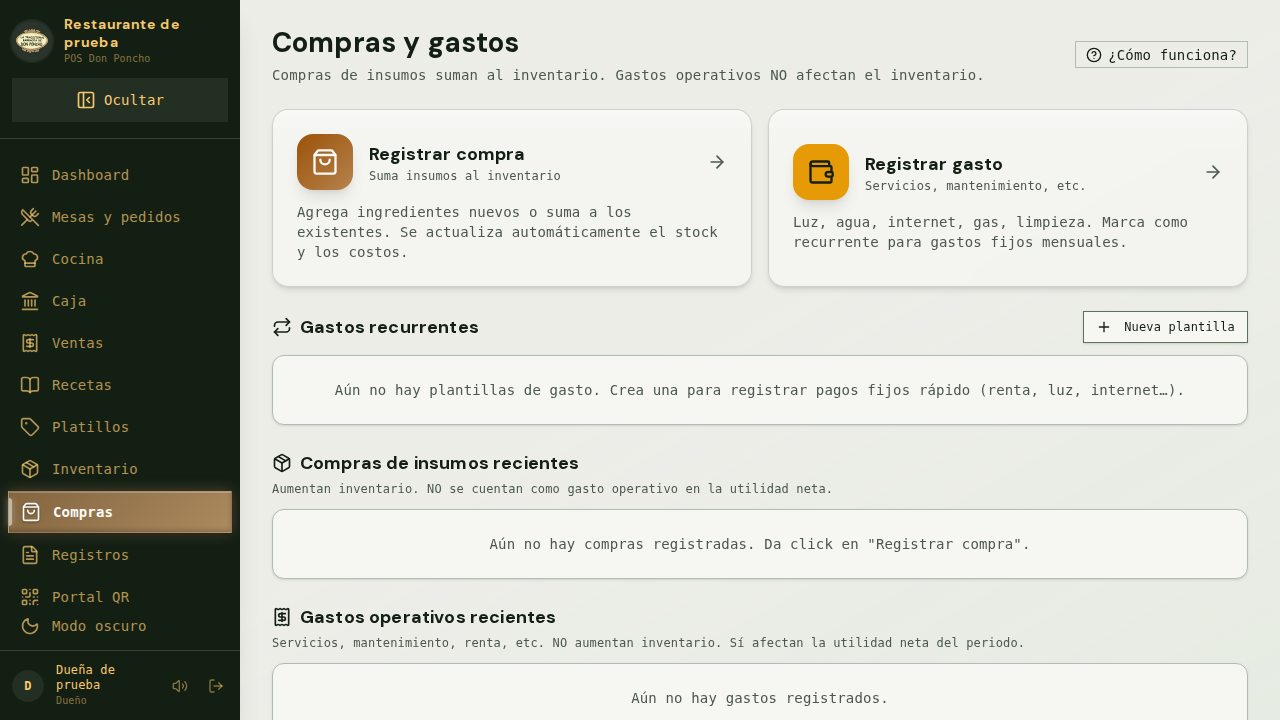 Restaurante de
prueba
POS Don Poncho
Ocultar
Dashboard
Mesas y pedidos
Cocina
Caja
Ventas
Recetas
Platillos
Inventario
Compras
Registros
Portal QR
Modo oscuro
D
Dueña de
prueba
Dueño
Compras y gastos
Compras de insumos suman al inventario. Gastos operativos NO afectan el inventario.
¿Cómo funciona?
Registrar compra
Suma insumos al inventario
Agrega ingredientes nuevos o suma a los
existentes. Se actualiza automáticamente el stock
y los costos.
Registrar gasto
Servicios, mantenimiento, etc.
Luz, agua, internet, gas, limpieza. Marca como
recurrente para gastos fijos mensuales.
Gastos recurrentes
Nueva plantilla
Aún no hay plantillas de gasto. Crea una para registrar pagos fijos rápido (renta, luz, internet…).
Compras de insumos recientes
Aumentan inventario. NO se cuentan como gasto operativo en la utilidad neta.
Aún no hay compras registradas. Da click en "Registrar compra".
Gastos operativos recientes
Servicios, mantenimiento, renta, etc. NO aumentan inventario. Sí afectan la utilidad neta del periodo.
Aún no hay gastos registrados.